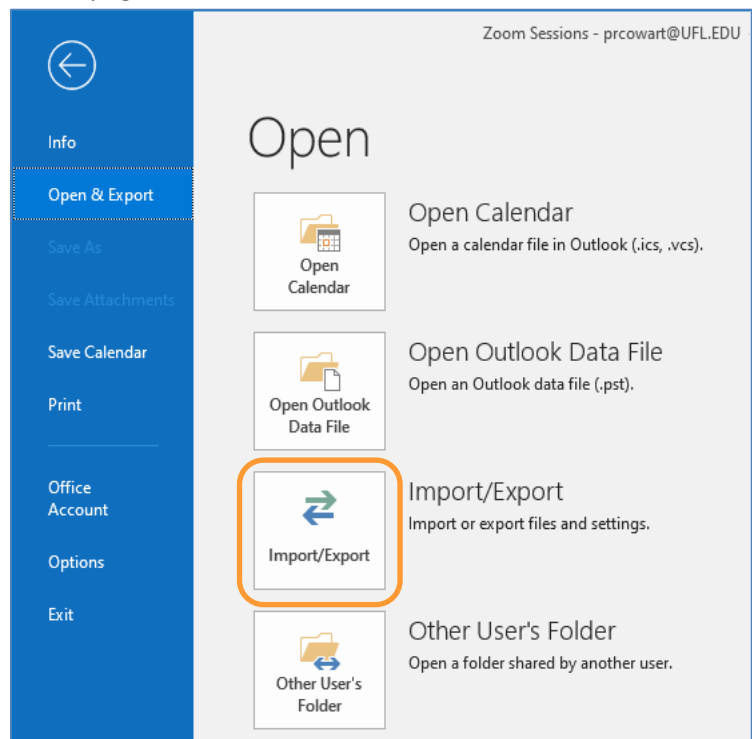 Zoom Sessions - prcowart@UFL.EDU
Info
Open & Export
Save As
Save Attachments
Save Calendar
Print
Office
Account
Options
Exit
Open
Open
Calendar
Open Calendar
Open a calendar file in Outlook (.ics, .vcs).
Open Outlook
Data File
Open Outlook Data File
Open an Outlook data file (.pst).
Import/Export
Import/Export
Import or export files and settings.
Other User's
Folder
Other User's Folder
Open a folder shared by another user.